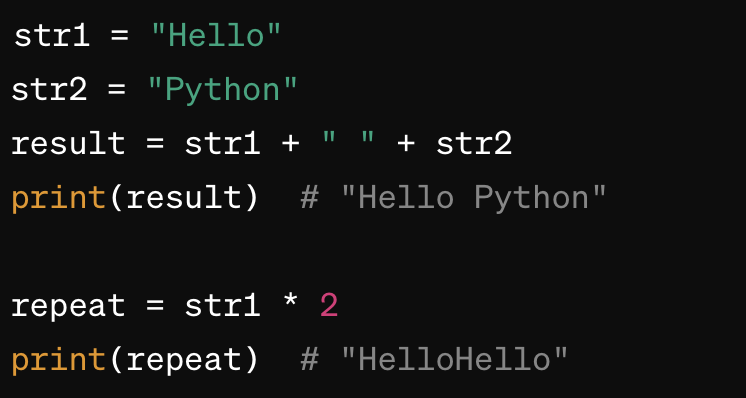 str1 = "Hello"
str2 = "Python"
result = str1 + " " + str2
print(result)  # "Hello Python"

repeat = str1 * 2
print(repeat)  # "HelloHello"